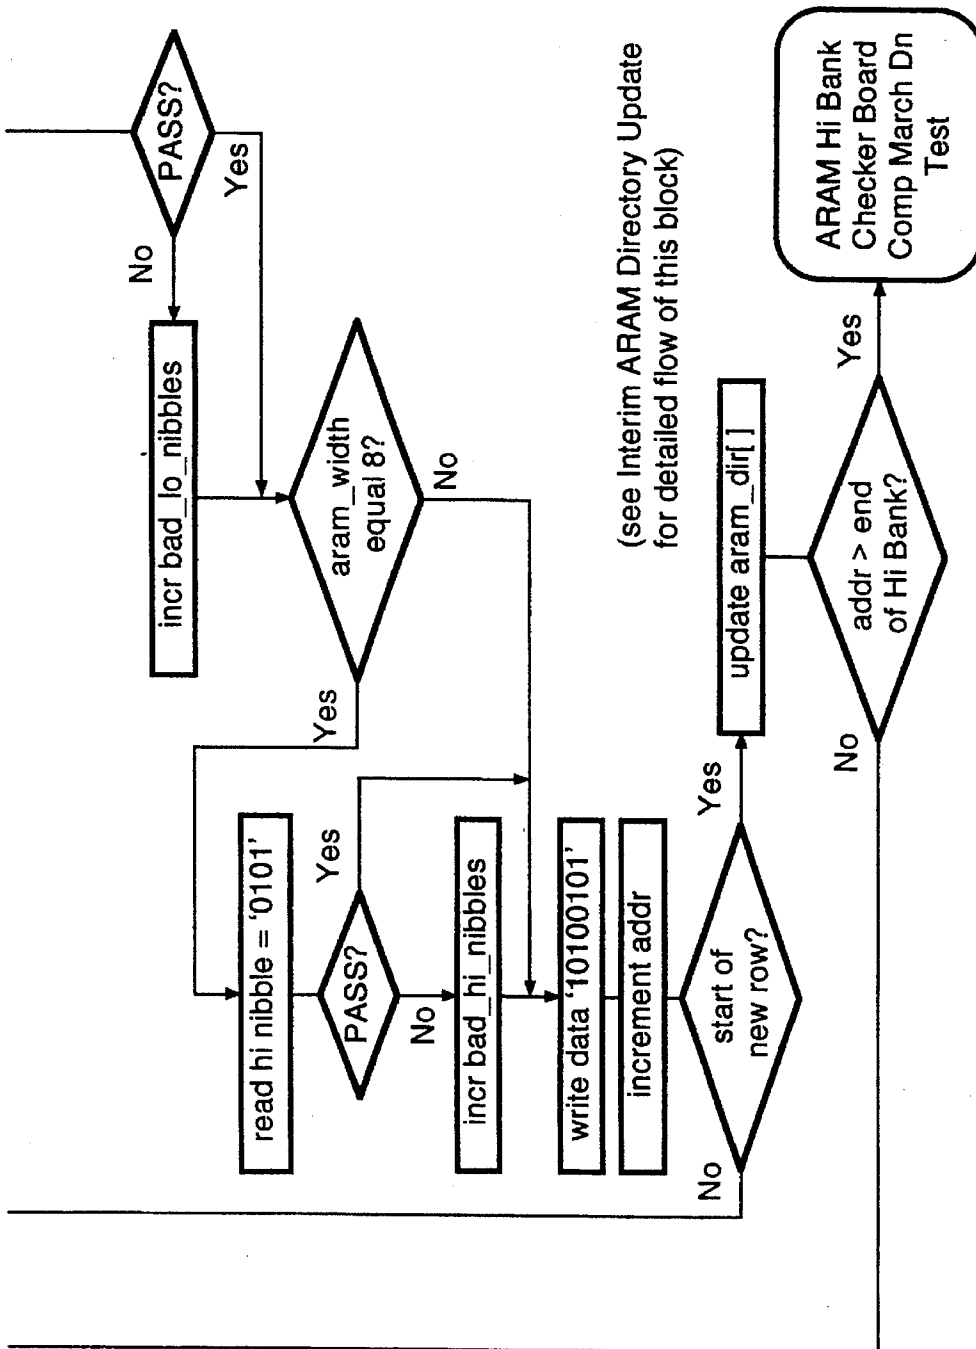 PASS?
No
Yes
incr bad_lo_nibbles
aram_width
equal 8?
Yes
No
read hi nibble = '0101'
PASS?
Yes
No
incr bad_hi_nibbles
write data '10100101'
increment addr
start of
new row?
No
Yes
(see Interim ARAM Directory Update
for detailed flow of this block)
update aram_dir[ ]
addr > end
of Hi Bank?
No
Yes
ARAM Hi Bank
Checker Board
Comp March Dn
Test